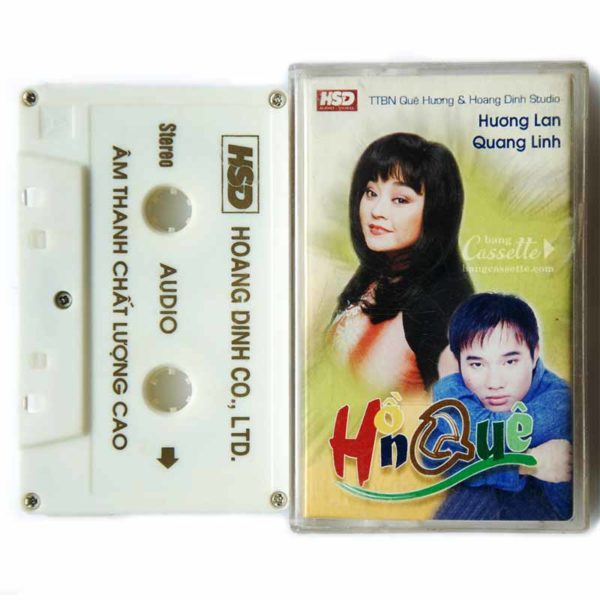 HSD
HOANG DINH CO., LTD.
Stereo
AUDIO
ÂM THANH CHẤT LƯỢNG CAO
HSD
TTBN Quê Hương & Hoang Dinh Studio
Hương Lan
Quang Linh
bang
Cassette
bangcassette.com
Hồn Quê